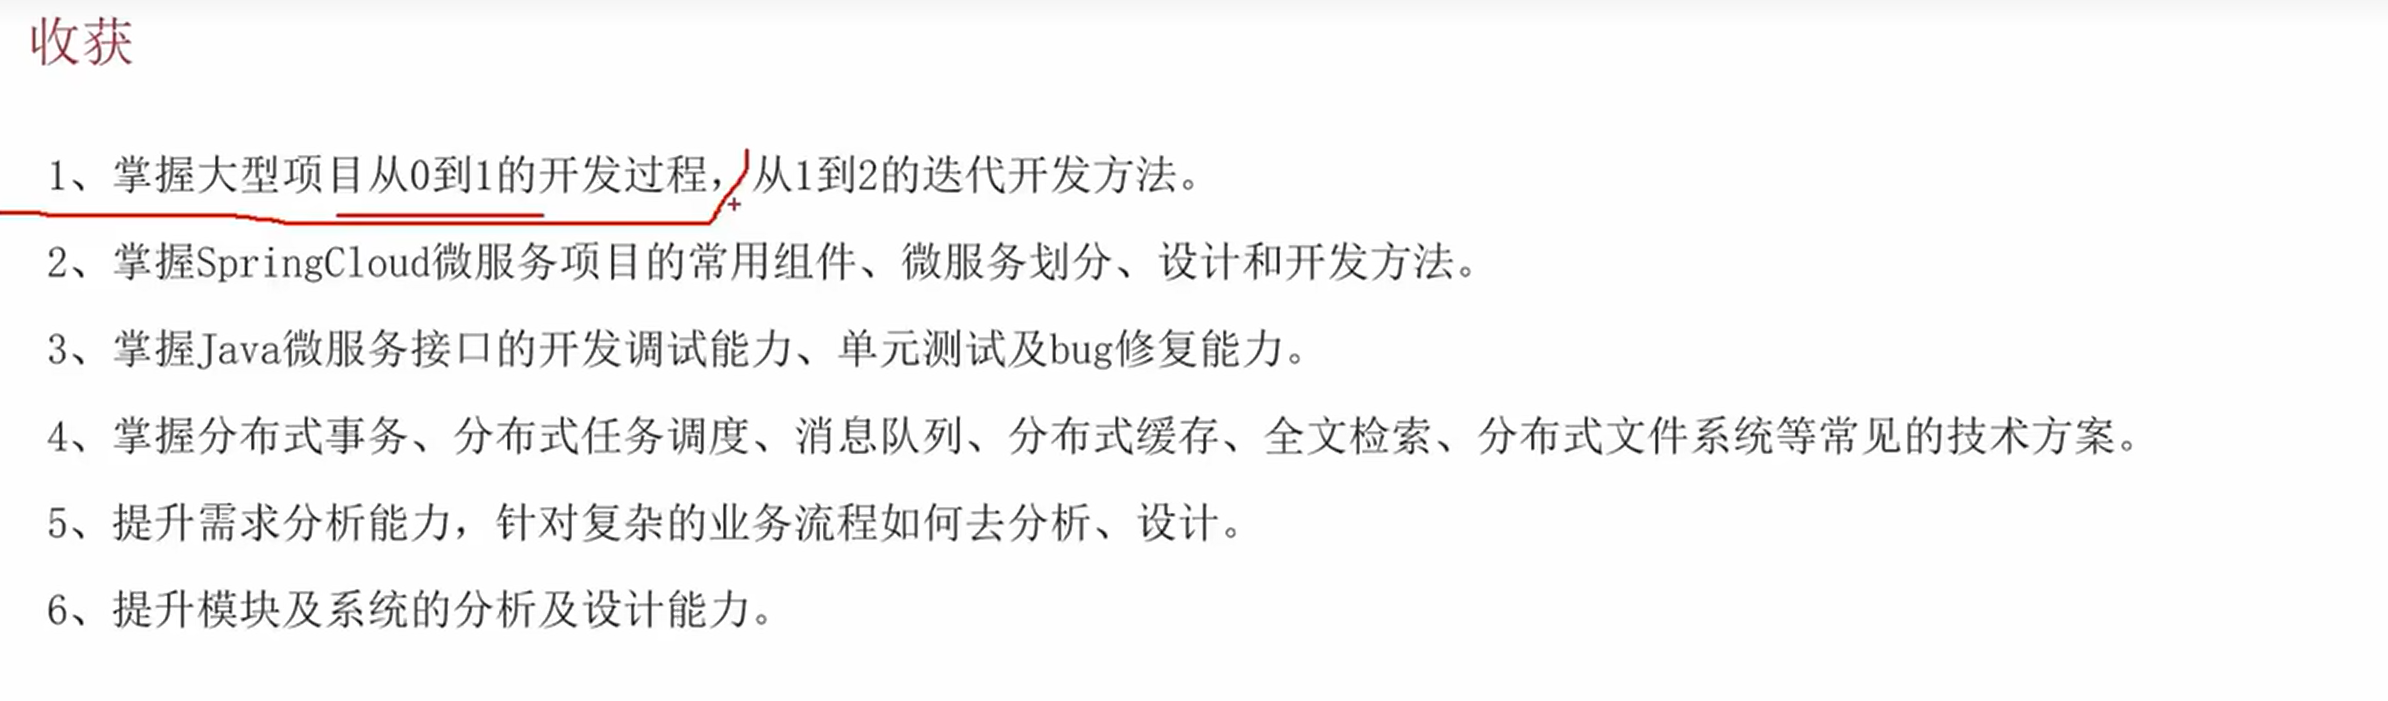 收获
1、掌握大型项目从0到1的开发过程，从1到2的迭代开发方法。
2、掌握SpringCloud微服务项目的常用组件、微服务划分、设计和开发方法。
3、掌握Java微服务接口的开发调试能力、单元测试及bug修复能力。
4、掌握分布式事务、分布式任务调度、消息队列、分布式缓存、全文检索、分布式文件系统等常见的技术方案。
5、提升需求分析能力，针对复杂的业务流程如何去分析、设计。
6、提升模块及系统的分析及设计能力。